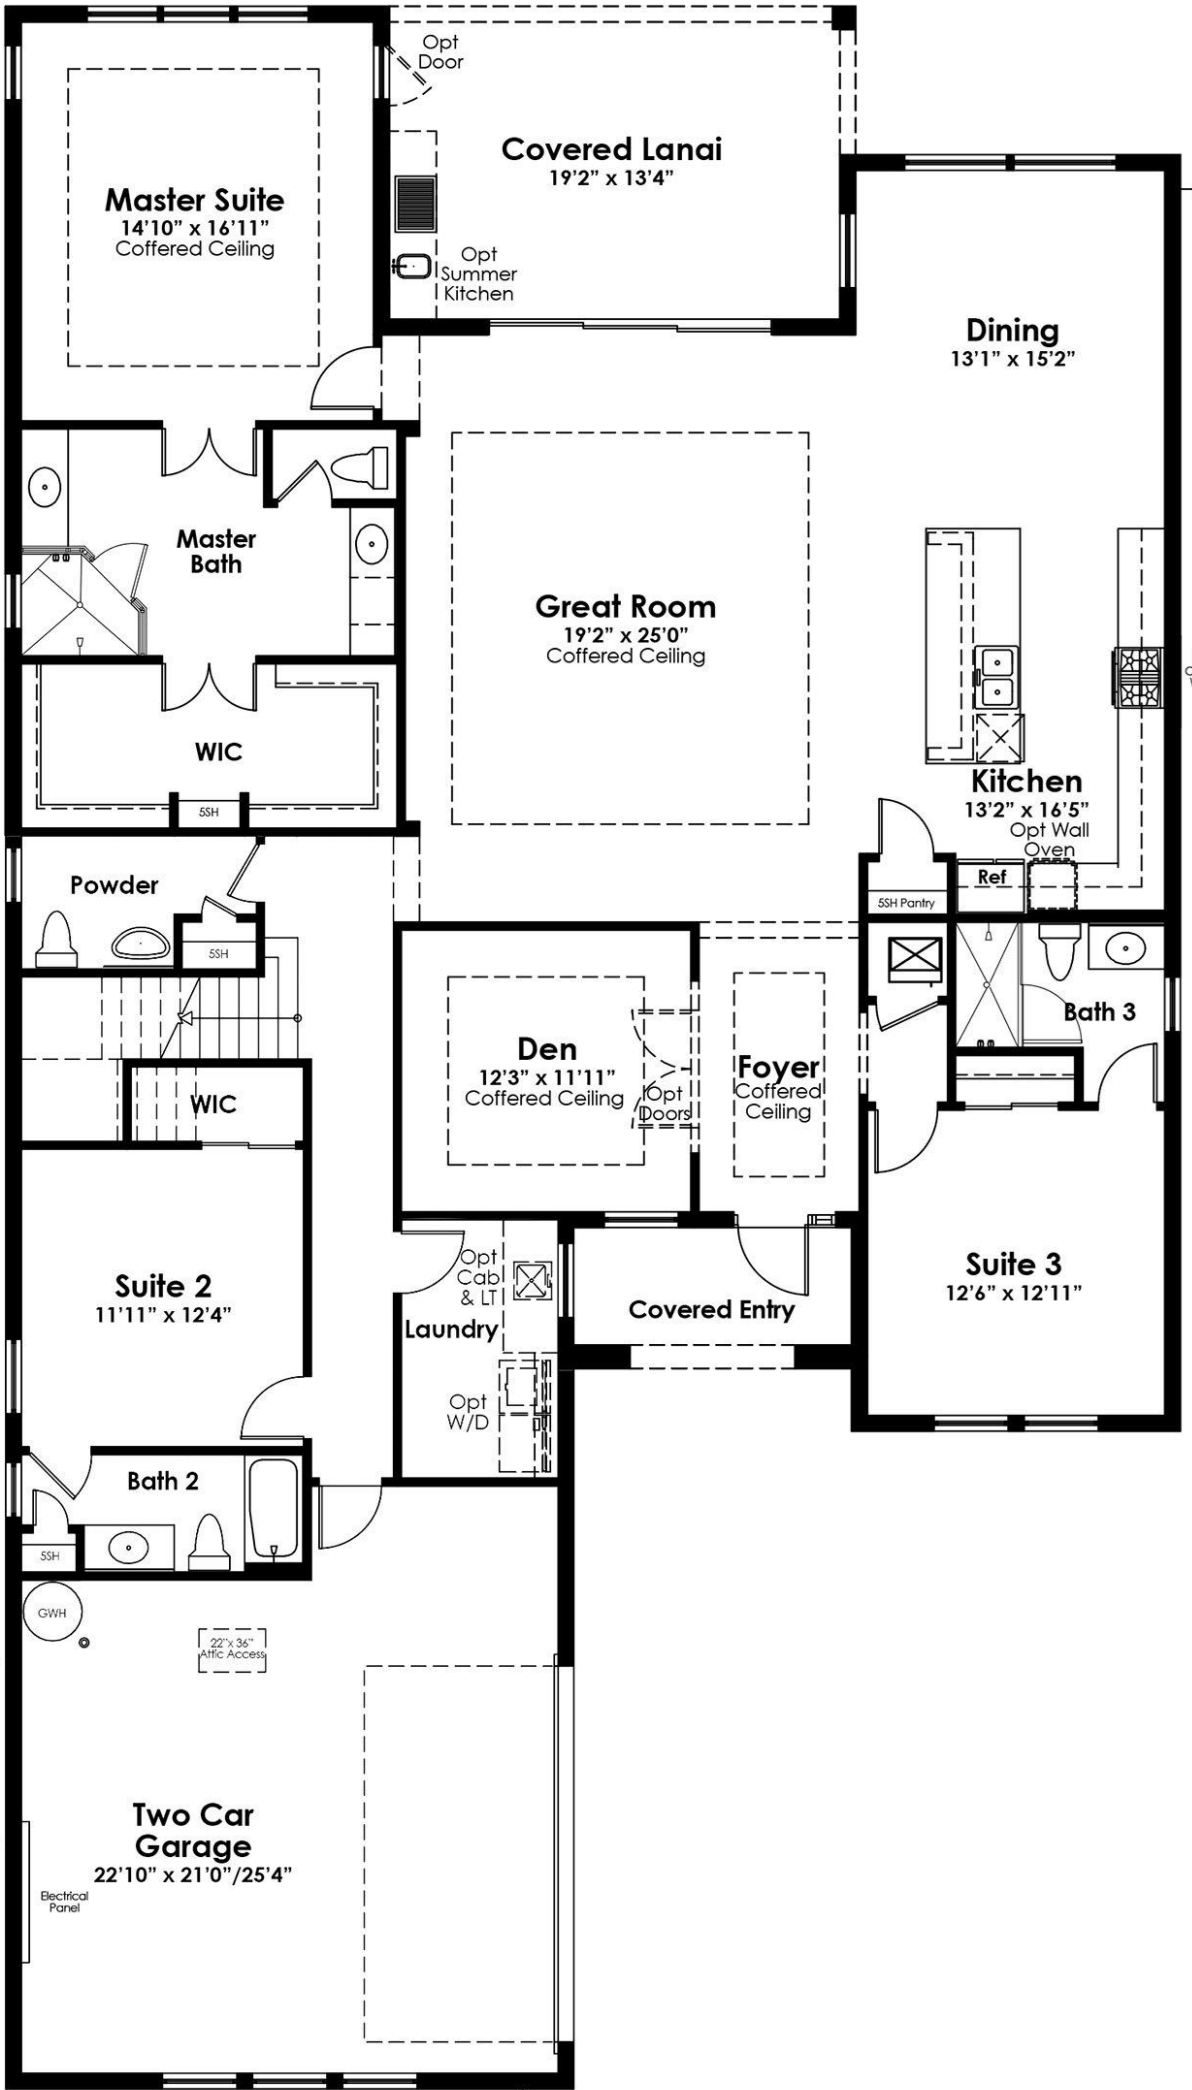 Opt
Door
Covered Lanai
19'2" x 13'4"
Master Suite
14'10" x 16'11"
Coffered Ceiling
Opt
Summer
Kitchen
Dining
13'1" x 15'2"
Master
Bath
Great Room
19'2" x 25'0"
Coffered Ceiling
WIC
5SH
Kitchen
13'2" x 16'5"
Opt Wall
Oven
Ref
5SH Pantry
Powder
5SH
Den
12'3" x 11'11"
Coffered Ceiling
Opt
Doors
Foyer
Coffered
Ceiling
Bath 3
WIC
Suite 2
11'11" x 12'4"
Opt
Cab
& LT
Laundry
Opt
W/D
Covered Entry
Suite 3
12'6" x 12'11"
Bath 2
5SH
GWH
22"x 36"
Attic Access
Two Car
Garage
22'10" x 21'0"/25'4"
Electrical
Panel